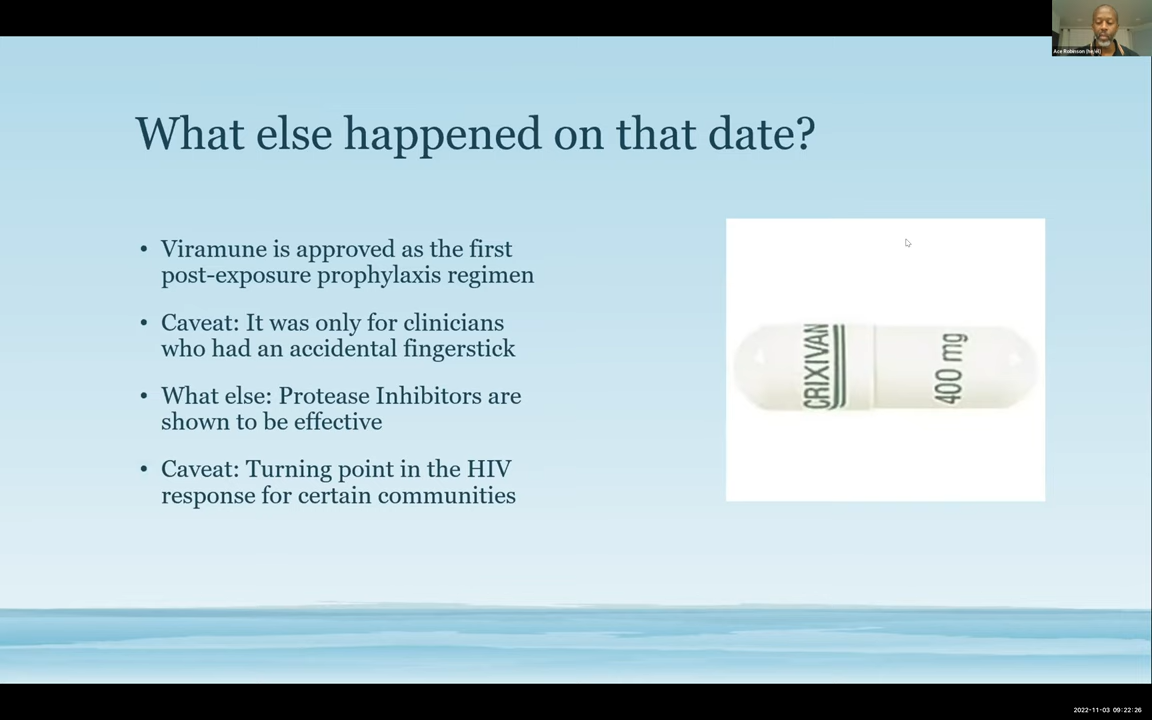 Ace Robinson (he/él)
What else happened on that date?
• Viramune is approved as the first
post-exposure prophylaxis regimen
• Caveat: It was only for clinicians
who had an accidental fingerstick
• What else: Protease Inhibitors are
shown to be effective
• Caveat: Turning point in the HIV
response for certain communities
CRIXIVAN
400 mg
2022-11-03 09:22:26